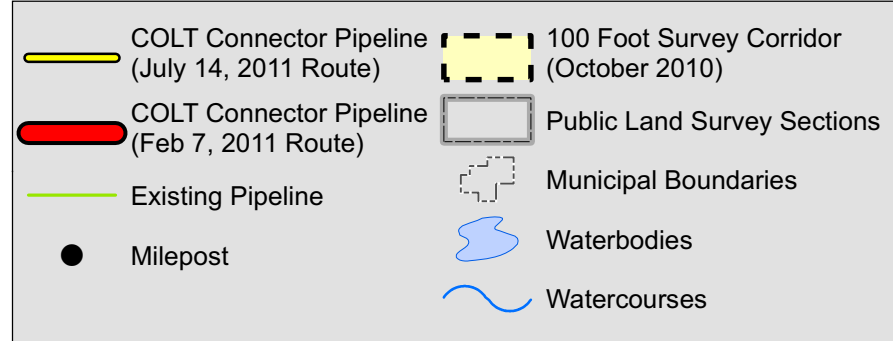 COLT Connector Pipeline
(July 14, 2011 Route)
COLT Connector Pipeline
(Feb 7, 2011 Route)
Existing Pipeline
Milepost
100 Foot Survey Corridor
(October 2010)
Public Land Survey Sections
Municipal Boundaries
Waterbodies
Watercourses